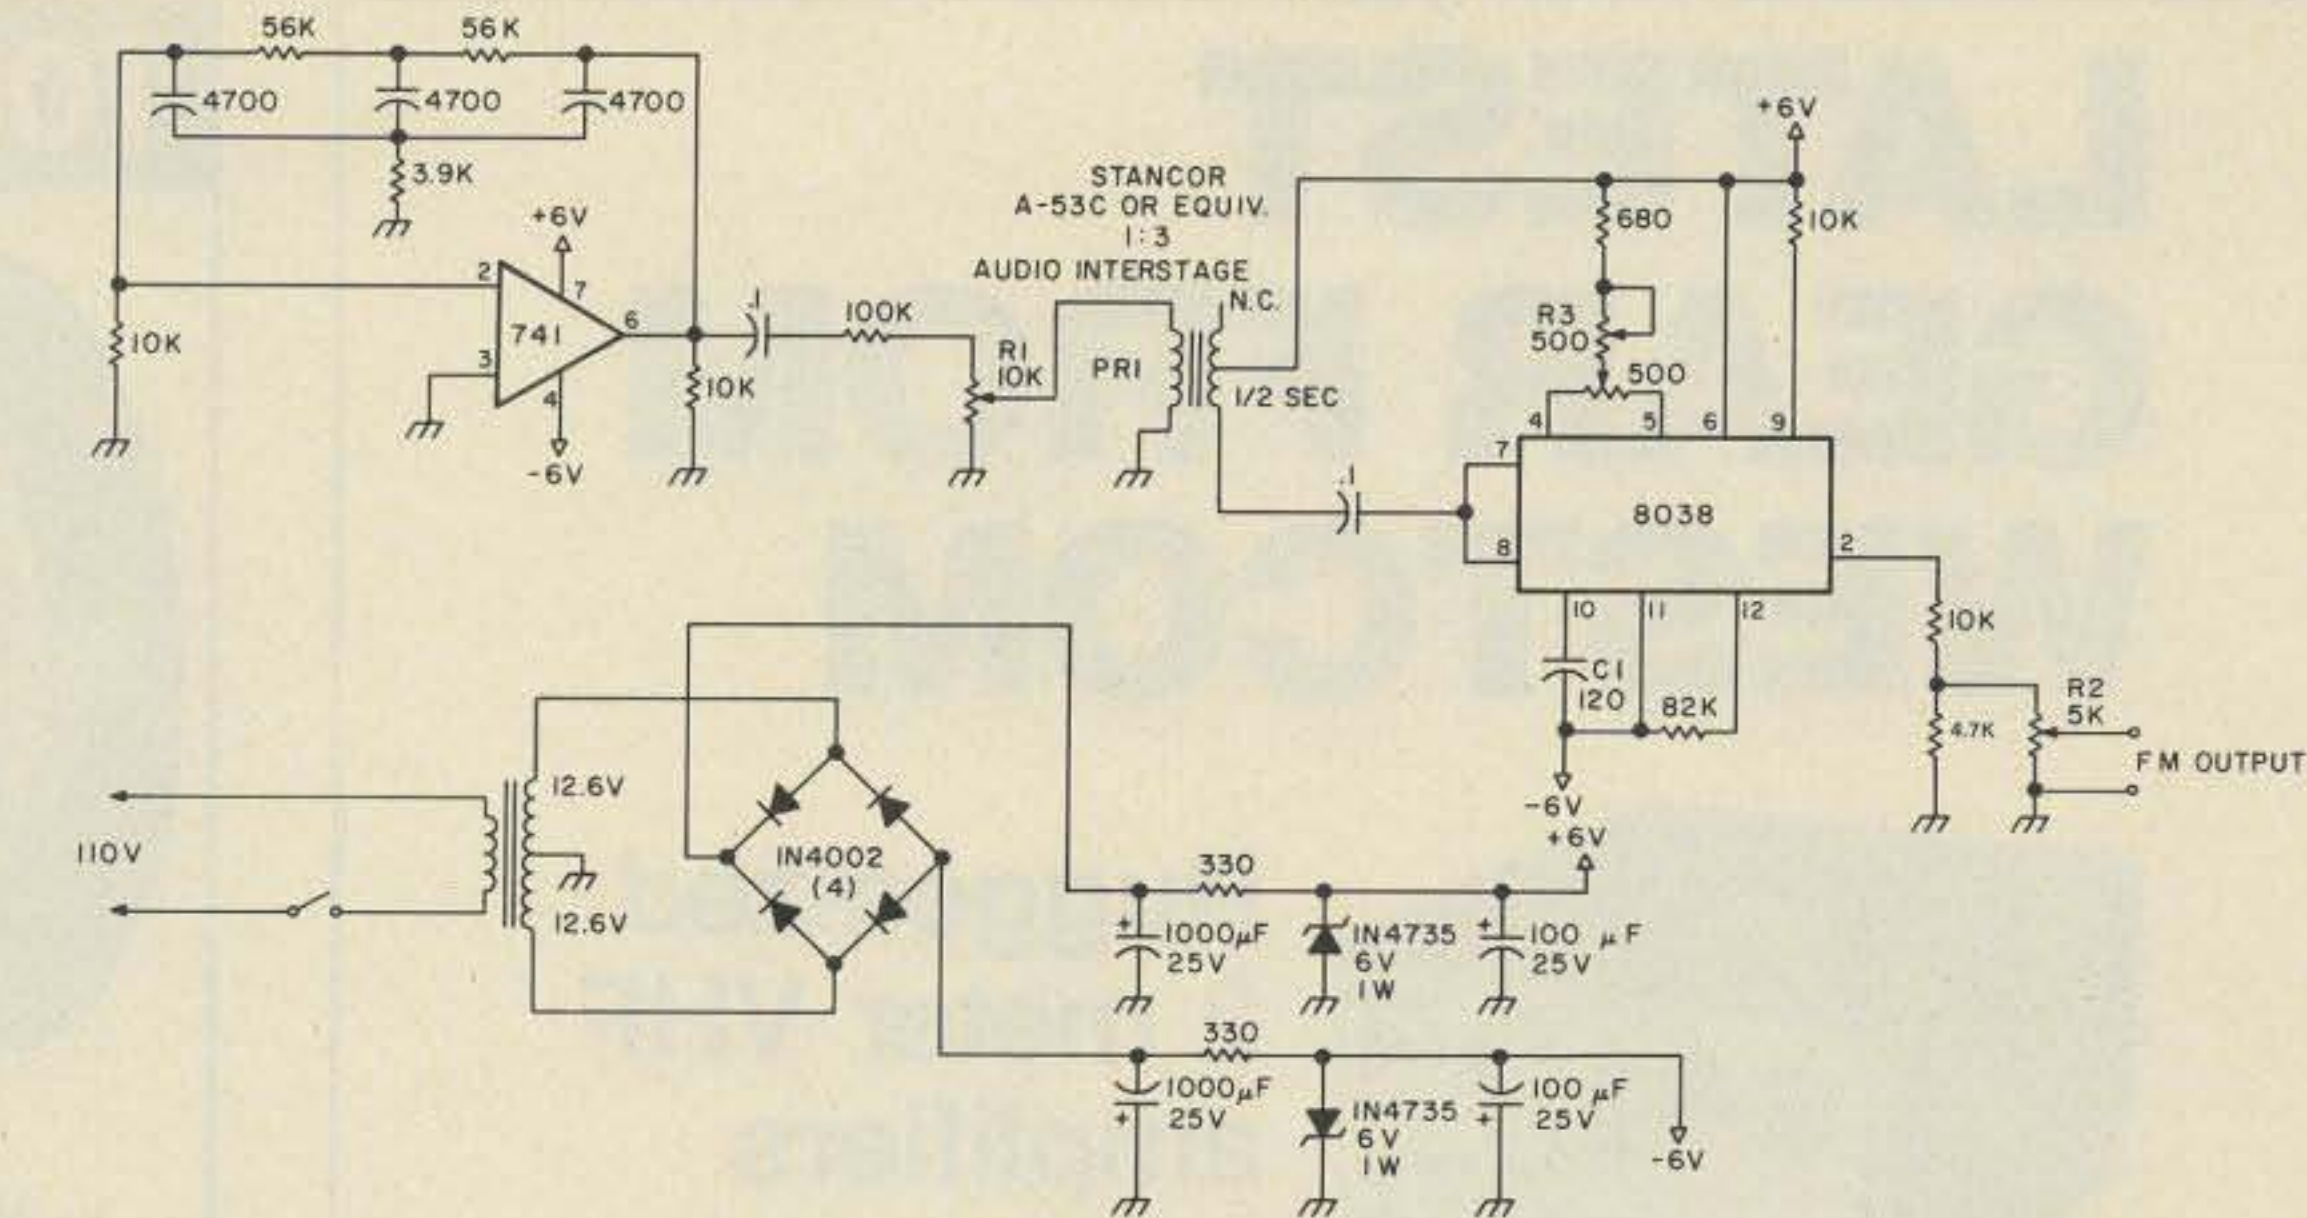 56K
56K
4700
4700
4700
3.9K
+6V
2
7
741
6
3
4
-6V
10K
10K
.1
100K
R1
10K
STANCOR
A-53C OR EQUIV.
1:3
AUDIO INTERSTAGE
N.C.
PRI
1/2 SEC
.1
+6V
680
10K
R3
500
500
4
5
6
9
7
8
8038
2
10
11
12
C1
120
82K
-6V
10K
4.7K
R2
5K
FM OUTPUT
110V
12.6V
12.6V
1N4002
(4)
330
+6V
1000µF
25V
1N4735
6V
1W
100 µF
25V
330
1000µF
25V
1N4735
6V
1W
100 µF
25V
-6V